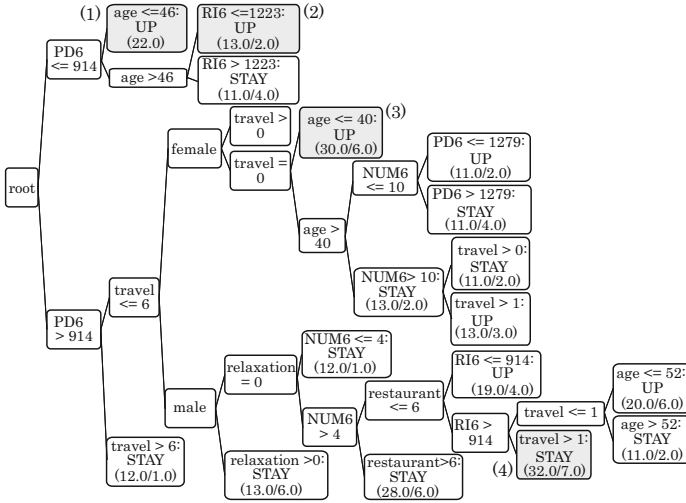 (1)
age <=46:
UP
(22.0)
RI6 <=1223:
UP
(13.0/2.0)
(2)
PD6
<= 914
age >46
RI6 > 1223:
STAY
(11.0/4.0)
root
female
travel >
0
travel =
0
age <= 40:
UP
(30.0/6.0)
(3)
age >
40
NUM6
<= 10
PD6 <= 1279:
UP
(11.0/2.0)
PD6 > 1279:
STAY
(11.0/4.0)
NUM6> 10:
STAY
(13.0/2.0)
travel > 0:
STAY
(11.0/2.0)
travel > 1:
UP
(13.0/3.0)
PD6
> 914
travel
<= 6
male
relaxation
= 0
NUM6 <= 4:
STAY
(12.0/1.0)
NUM6
> 4
restaurant
<= 6
RI6 <= 914:
UP
(19.0/4.0)
RI6 >
914
travel <= 1
age <= 52:
UP
(20.0/6.0)
age > 52:
STAY
(11.0/2.0)
travel > 1:
STAY
(32.0/7.0)
(4)
restaurant>6:
STAY
(28.0/6.0)
relaxation >0:
STAY
(13.0/6.0)
travel > 6:
STAY
(12.0/1.0)